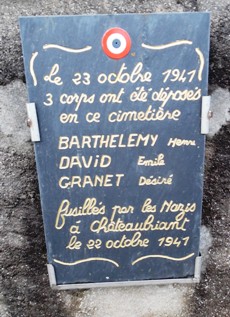 Le 23 octobre 1941
3 corps ont été déposés
en ce cimetière
BARTHELEMY Henri
DAVID Emile
GRANET Désiré
fusillés par les Nazis
à Châteaubriant
le 22 octobre 1941